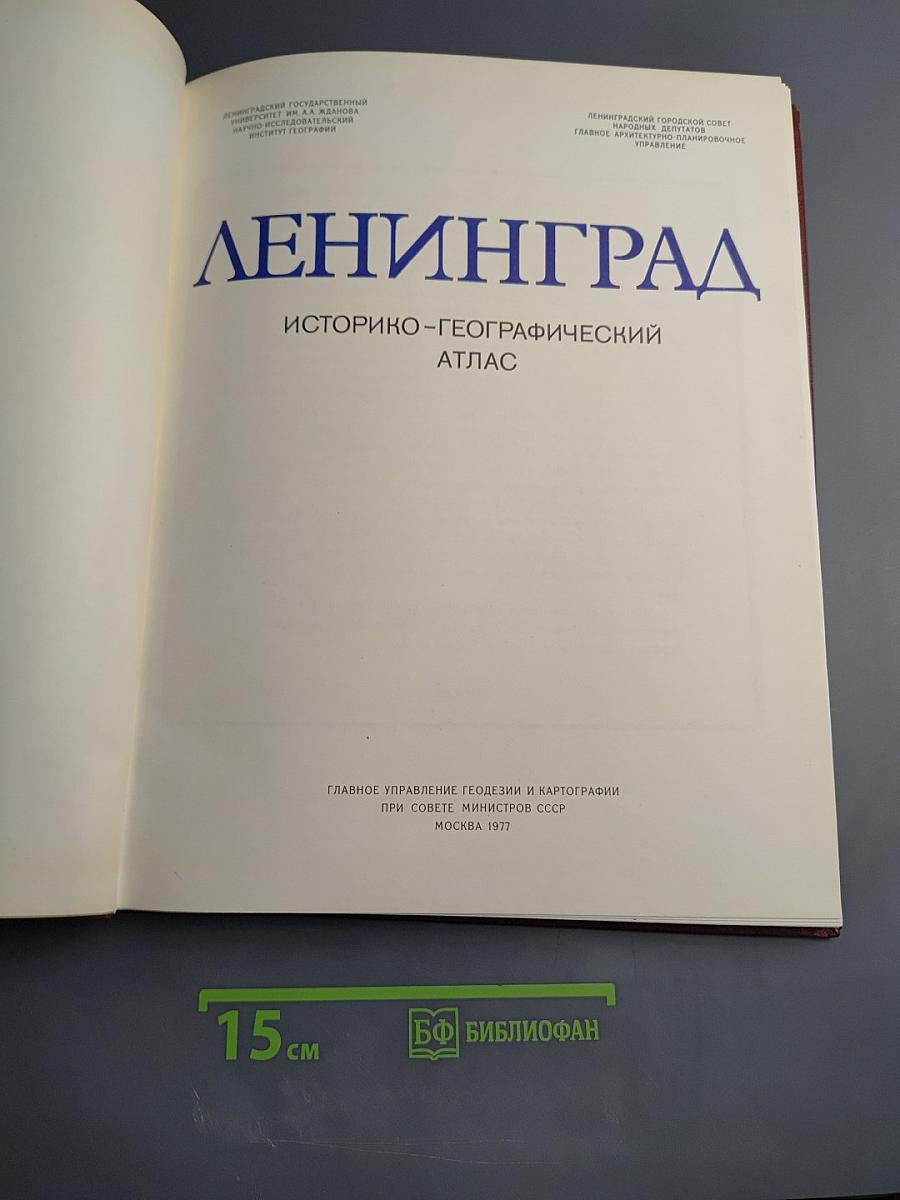 ЛЕНИНГРАДСКИЙ ГОСУДАРСТВЕННЫЙ
УНИВЕРСИТЕТ ИМ. А.А. ЖДАНОВА
НАУЧНО-ИССЛЕДОВАТЕЛЬСКИЙ
ИНСТИТУТ ГЕОГРАФИИ
ЛЕНИНГРАДСКИЙ ГОРОДСКОЙ СОВЕТ
НАРОДНЫХ ДЕПУТАТОВ
ГЛАВНОЕ АРХИТЕКТУРНО-ПЛАНИРОВОЧНОЕ
УПРАВЛЕНИЕ
ЛЕНИНГРАД
ИСТОРИКО-ГЕОГРАФИЧЕСКИЙ
АТЛАС
ГЛАВНОЕ УПРАВЛЕНИЕ ГЕОДЕЗИИ И КАРТОГРАФИИ
ПРИ СОВЕТЕ МИНИСТРОВ СССР
МОСКВА 1977
15 см
БФ БИБЛИОФАН